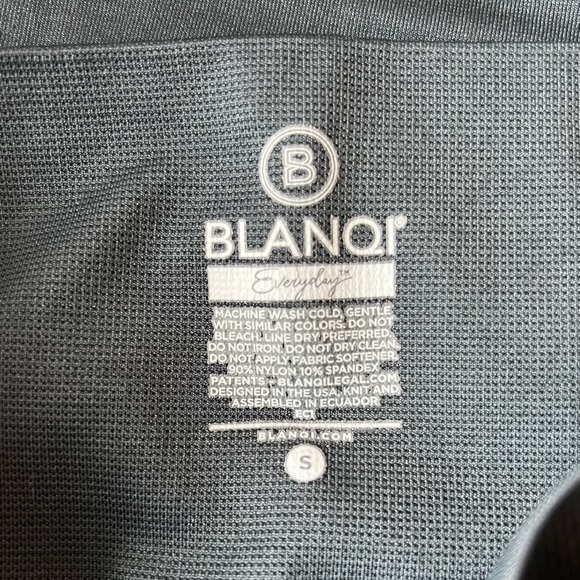 B
BLANQI®
Everyday™
MACHINE WASH COLD, GENTLE
WITH SIMILAR COLORS. DO NOT
BLEACH. LINE DRY PREFERRED.
DO NOT IRON. DO NOT DRY CLEAN.
DO NOT APPLY FABRIC SOFTENER.
90% NYLON 10% SPANDEX
PATENTS - BLANQILEGAL.COM.
DESIGNED IN THE USA, KNIT AND
ASSEMBLED IN ECUADOR
EC1
BLANQI.COM
S